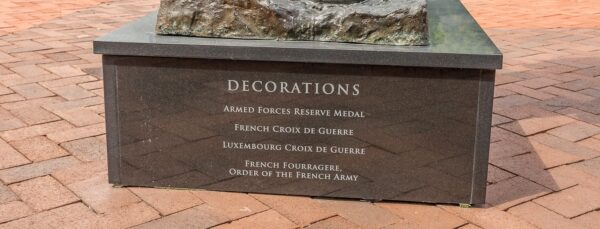 DECORATIONS
ARMED FORCES RESERVE MEDAL
FRENCH CROIX DE GUERRE
LUXEMBOURG CROIX DE GUERRE
FRENCH FOURRAGERE,
ORDER OF THE FRENCH ARMY